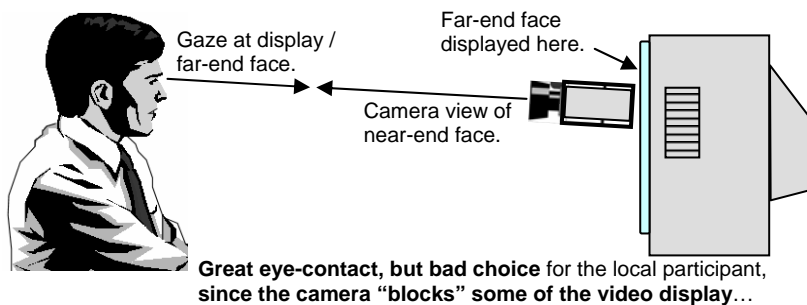 Gaze at display /
far-end face.
Far-end face
displayed here.
Camera view of
near-end face.
Great eye-contact, but bad choice for the local participant,
since the camera “blocks” some of the video display…